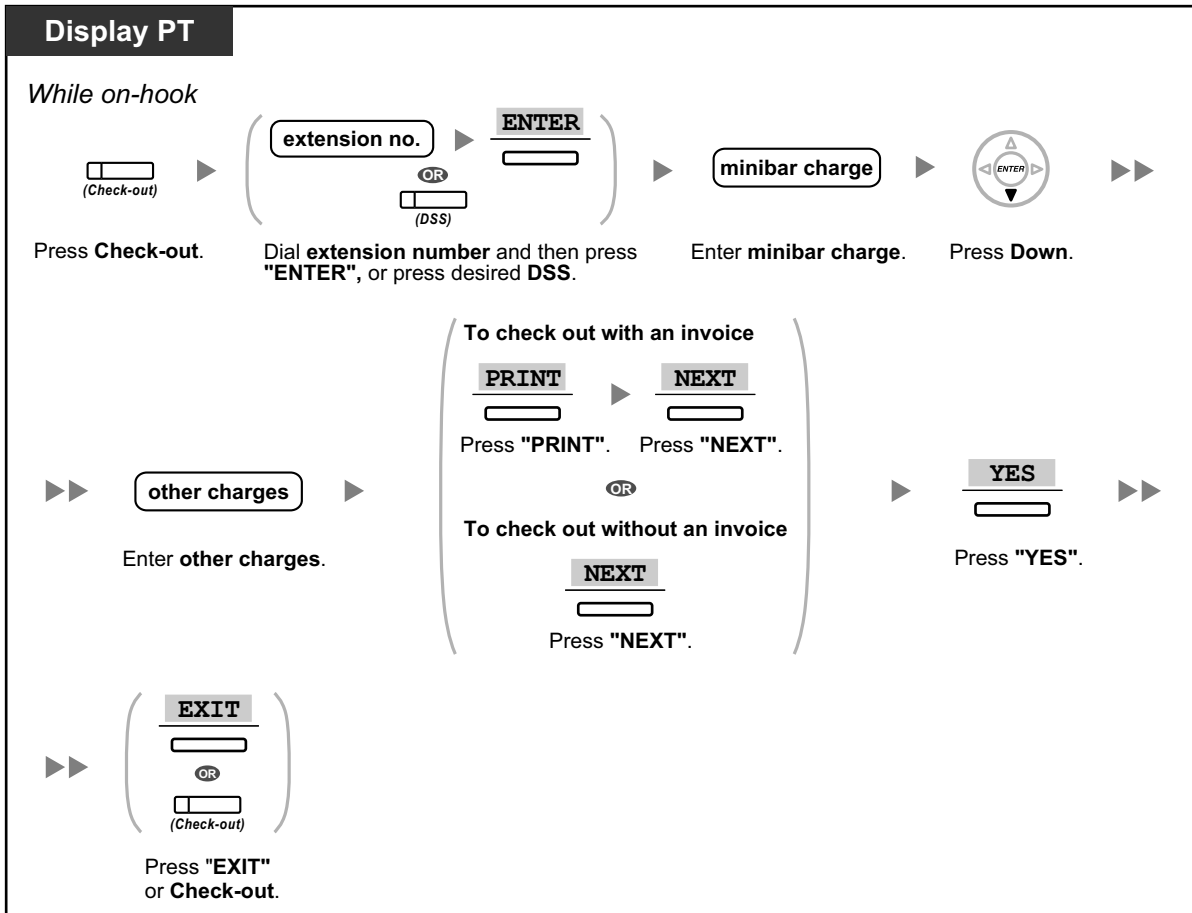 Display PT
While on-hook
(Check-out)
extension no.
ENTER
OR
(DSS)
minibar charge
ENTER
Press Check-out.
Dial extension number and then press
"ENTER", or press desired DSS.
Enter minibar charge.
Press Down.
other charges
Enter other charges.
To check out with an invoice
PRINT
NEXT
Press "PRINT".
Press "NEXT".
OR
To check out without an invoice
NEXT
Press "NEXT".
YES
Press "YES".
EXIT
OR
(Check-out)
Press "EXIT"
or Check-out.